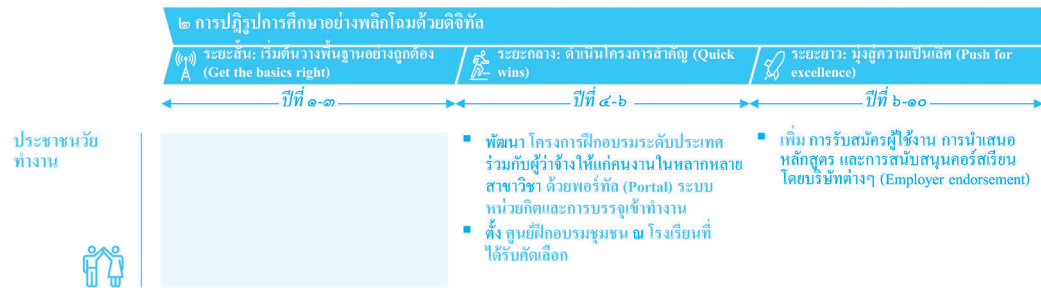 ๒ การปฎิรูปการศึกษาอย่างพลิกโฉมด้วยดิจิทัล
ระยะสั้น: เริ่มต้นวางพื้นฐานอย่างถูกต้อง
(Get the basics right)
ระยะกลาง: ดำเนินโครงการสำคัญ (Quick
wins)
ระยะยาว: มุ่งสู่ความเป็นเลิศ (Push for
excellence)
ปีที่ ๑-๓
ปีที่ ๔-๖
ปีที่ ๖-๑๐
ประชาชนวัย
ทำงาน
■ พัฒนา โครงการฝึกอบรมระดับประเทศ
ร่วมกับผู้ว่าจ้างให้แก่คนงานในหลากหลาย
สาขาวิชา ด้วยพอร์ทัล (Portal) ระบบ
หน่วยกิตและการบรรจุเข้าทำงาน
■ ตั้ง ศูนย์ฝึกอบรมชุมชน ณ โรงเรียนที่
ได้รับคัดเลือก
■ เพิ่ม การรับสมัครผู้ใช้งาน การนำเสนอ
หลักสูตร และการสนับสนุนคอร์สเรียน
โดยบริษัทต่างๆ (Employer endorsement)